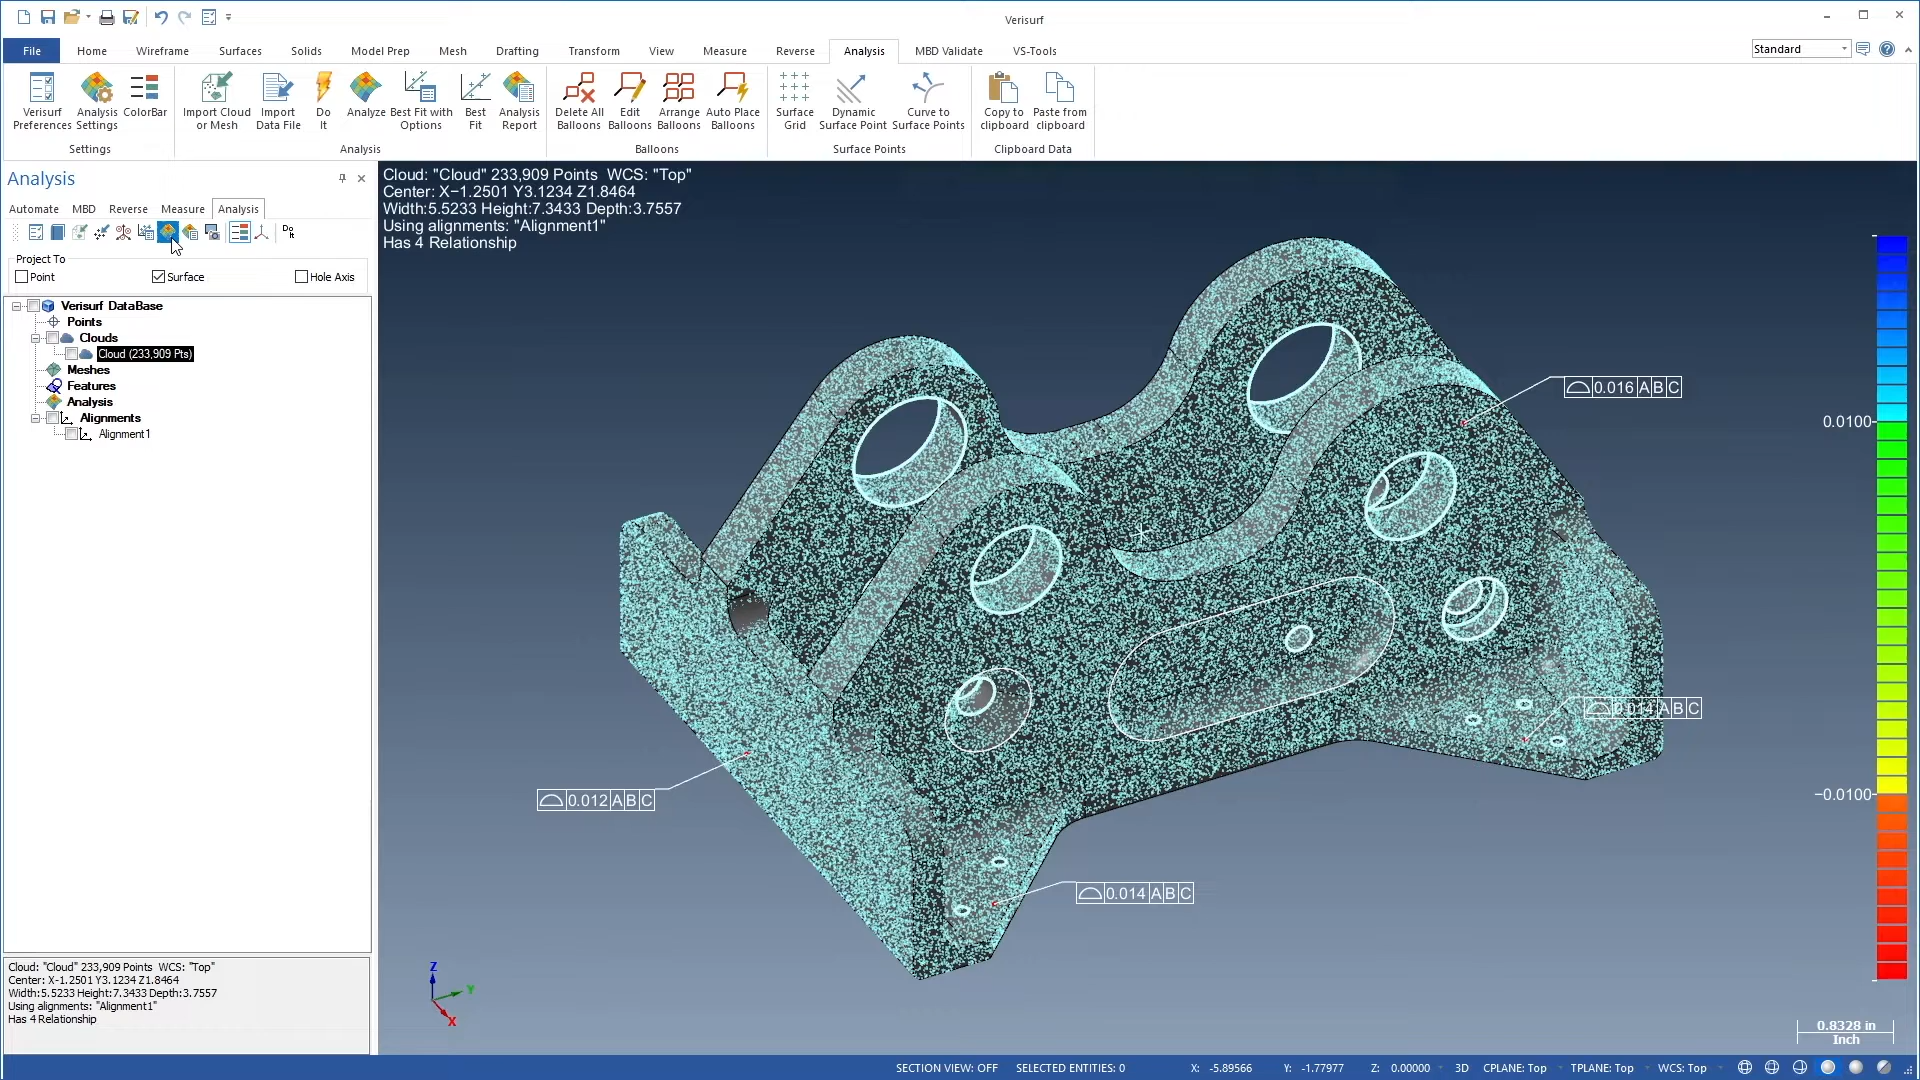 Verisurf
File Home Wireframe Surfaces Solids Model Prep Mesh Drafting Transform View Measure Reverse Analysis MBD Validate VS-Tools Standard
Verisurf Preferences
Analysis Settings
ColorBar
Import Cloud or Mesh
Import Data File
Do It
Analyze
Best Fit with Options
Best Fit
Analysis Report
Delete All Balloons
Edit Balloons
Arrange Balloons
Auto Place Balloons
Surface Grid
Dynamic Surface Point
Curve to Surface Points
Copy to clipboard
Paste from clipboard
Settings Analysis Balloons Surface Points Clipboard Data
Analysis
Automate MBD Reverse Measure Analysis
Do It
Project To
Point Surface Hole Axis
Verisurf DataBase
Points
Clouds
Cloud (233,909 Pts)
Meshes
Features
Analysis
Alignments
Alignment1
Cloud: "Cloud" 233,909 Points WCS: "Top"
Center: X-1.2501 Y3.1234 Z1.8464
Width:5.5233 Height:7.3433 Depth:3.7557
Using alignments: "Alignment1"
Has 4 Relationship
Cloud: "Cloud" 233,909 Points WCS: "Top"
Center: X−1.2501 Y3.1234 Z1.8464
Width:5.5233 Height:7.3433 Depth:3.7557
Using alignments: "Alignment1"
Has 4 Relationship
0.016 A B C
0.0100
0.014 A B C
−0.0100
0.012 A B C
0.014 A B C
Z
Y
X
0.8328 in
Inch
SECTION VIEW: OFF SELECTED ENTITIES: 0 X: -5.89566 Y: -1.77977 Z: 0.00000 3D CPLANE: Top TPLANE: Top WCS: Top